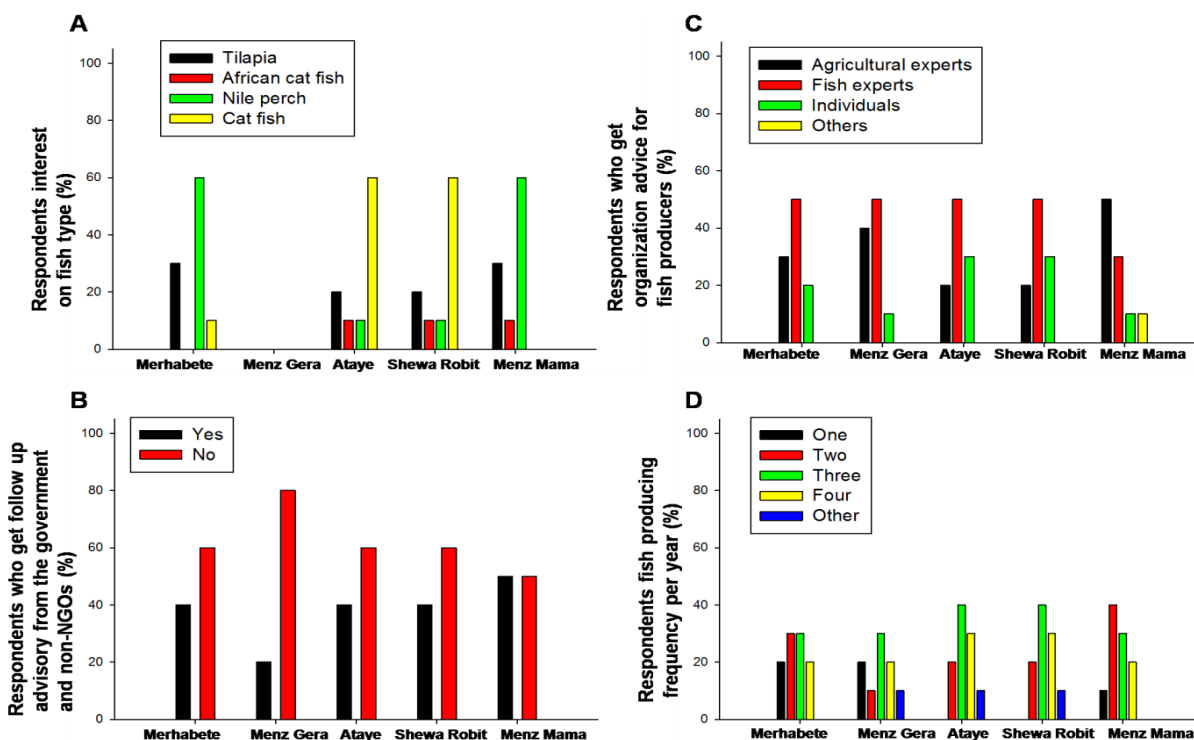 A
Tilapia
African cat fish
Nile perch
Cat fish
Respondents interest
on fish type (%)
100
80
60
40
20
0
Merhabete Menz Gera Ataye Shewa Robit Menz Mama
C
Agricultural experts
Fish experts
Individuals
Others
Respondents who get
organization advice for
fish producers (%)
100
80
60
40
20
0
Merhabete Menz Gera Ataye Shewa Robit Menz Mama
B
Yes
No
Respondents who get follow up
advisory from the government
and non-NGOs (%)
100
80
60
40
20
0
Merhabete Menz Gera Ataye Shewa Robit Menz Mama
D
One
Two
Three
Four
Other
Respondents fish producing
frequency per year (%)
100
80
60
40
20
0
Merhabete Menz Gera Ataye Shewa Robit Menz Mama